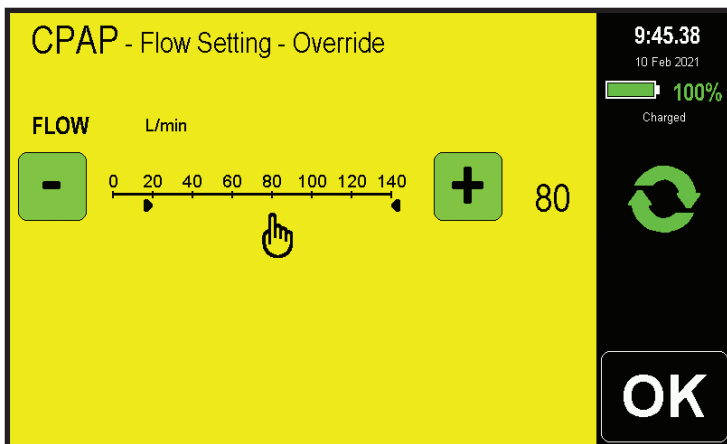 CPAP - Flow Setting - Override
FLOW L/min
- 0 20 40 60 80 100 120 140 + 80
9:45.38
10 Feb 2021
100%
Charged
OK